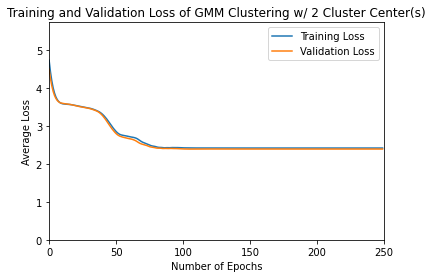 Training and Validation Loss of GMM Clustering w/ 2 Cluster Center(s)
Training Loss
Validation Loss
Average Loss
5
4
3
2
1
0
0 50 100 150 200 250
Number of Epochs